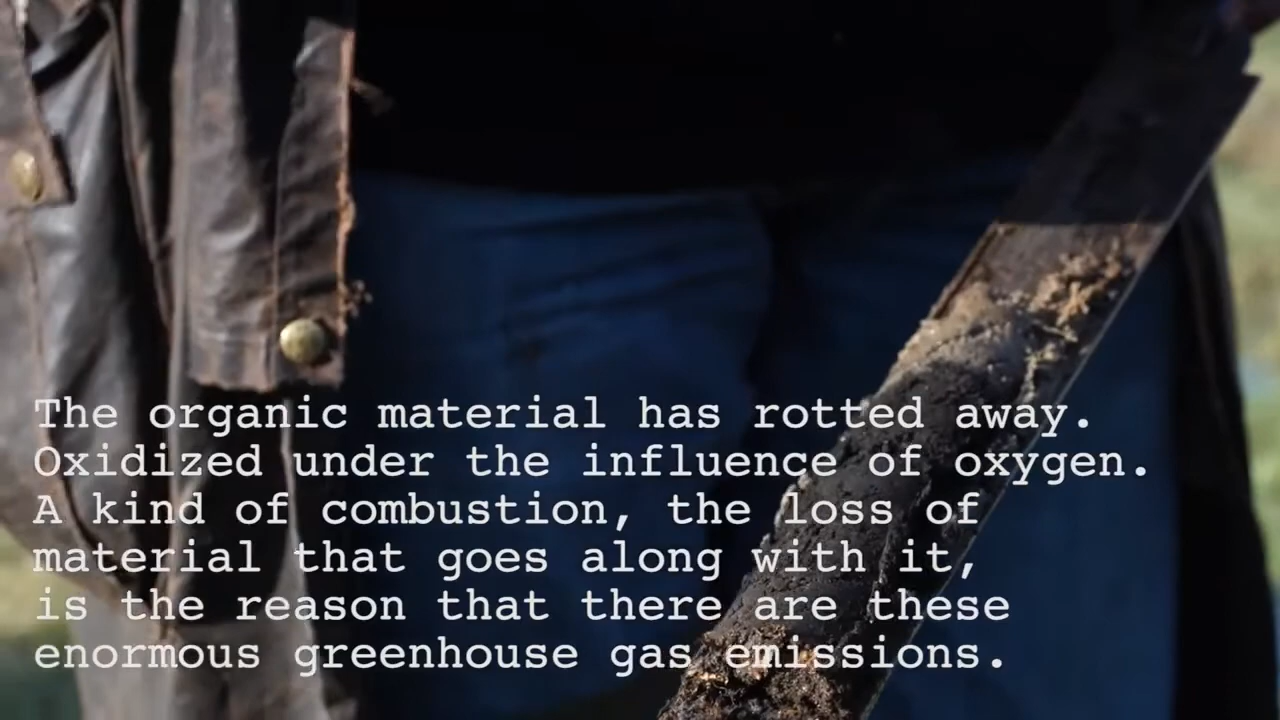 The organic material has rotted away.
Oxidized under the influence of oxygen.
A kind of combustion, the loss of
material that goes along with it,
is the reason that there are these
enormous greenhouse gas emissions.